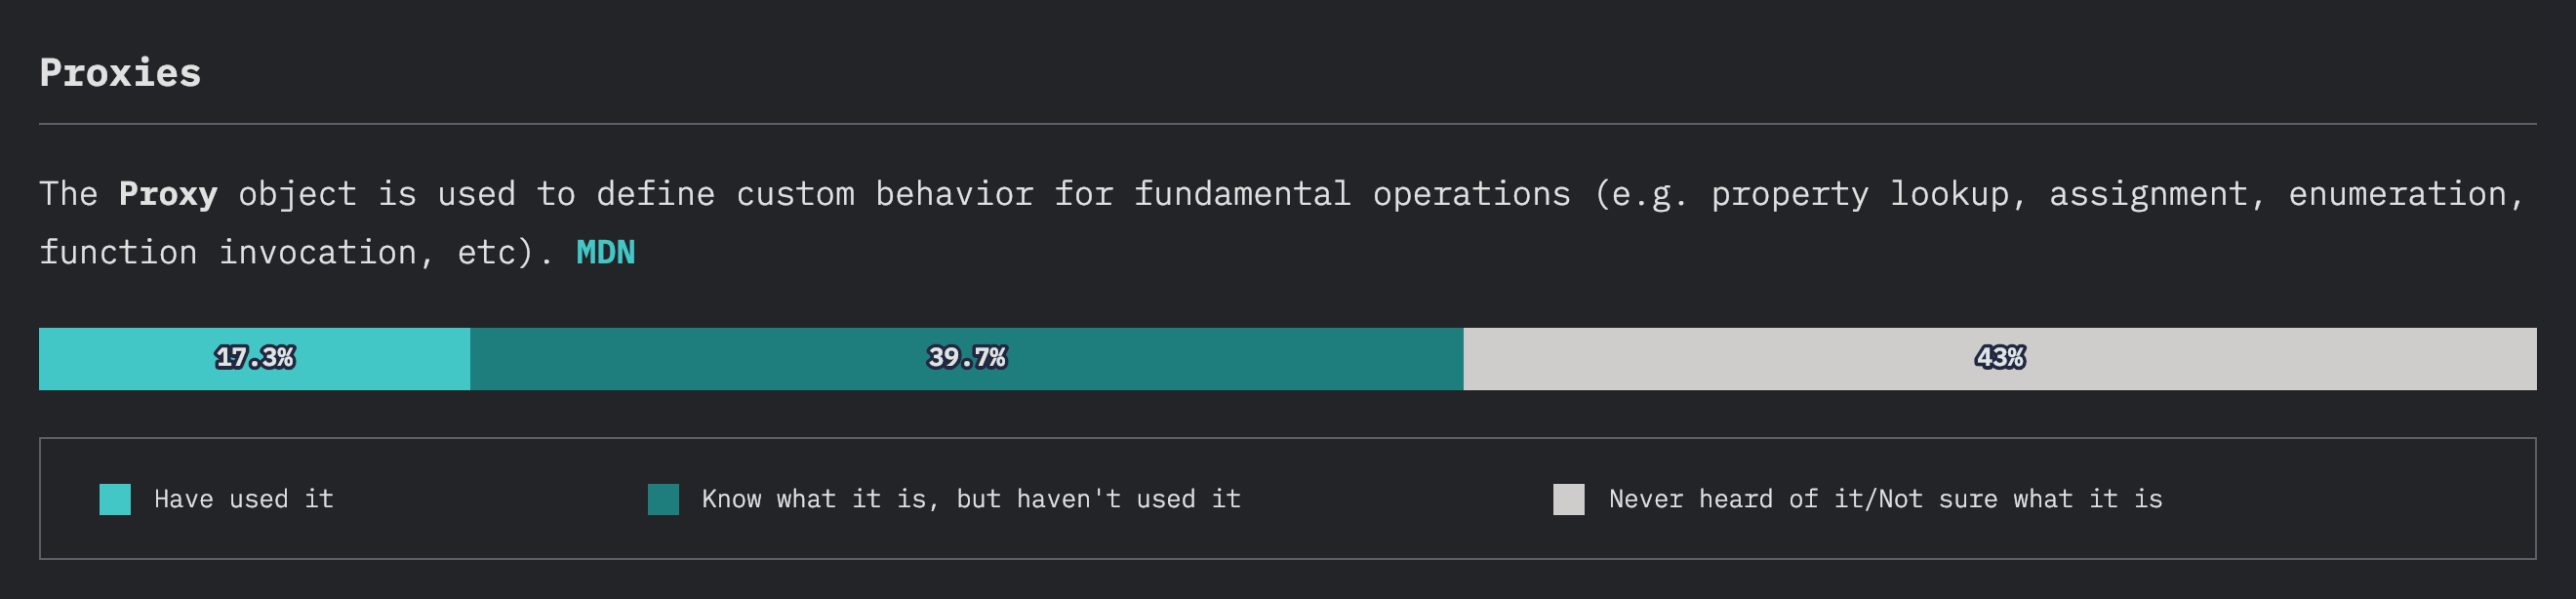 Proxies
The Proxy object is used to define custom behavior for fundamental operations (e.g. property lookup, assignment, enumeration,
function invocation, etc). MDN
17.3% 39.7% 43%
Have used it Know what it is, but haven't used it Never heard of it/Not sure what it is